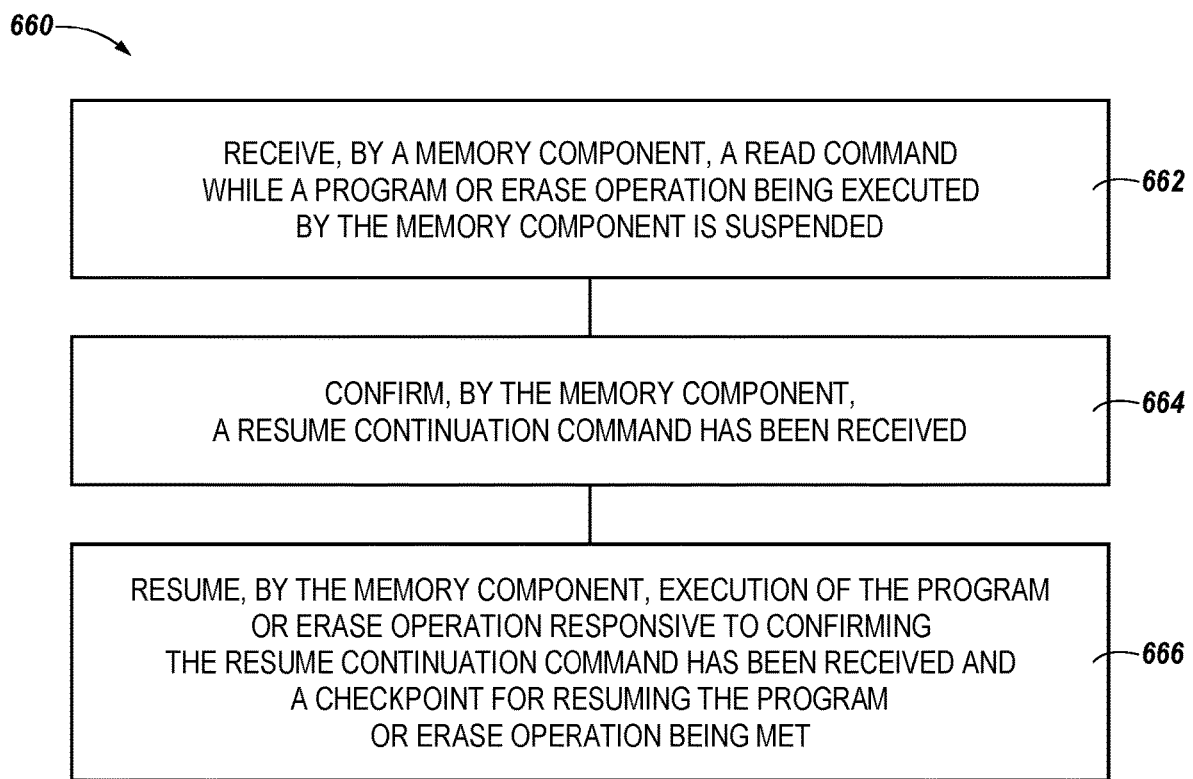 660
RECEIVE, BY A MEMORY COMPONENT, A READ COMMAND
WHILE A PROGRAM OR ERASE OPERATION BEING EXECUTED
BY THE MEMORY COMPONENT IS SUSPENDED
662
CONFIRM, BY THE MEMORY COMPONENT,
A RESUME CONTINUATION COMMAND HAS BEEN RECEIVED
664
RESUME, BY THE MEMORY COMPONENT, EXECUTION OF THE PROGRAM
OR ERASE OPERATION RESPONSIVE TO CONFIRMING
THE RESUME CONTINUATION COMMAND HAS BEEN RECEIVED AND
A CHECKPOINT FOR RESUMING THE PROGRAM
OR ERASE OPERATION BEING MET
666